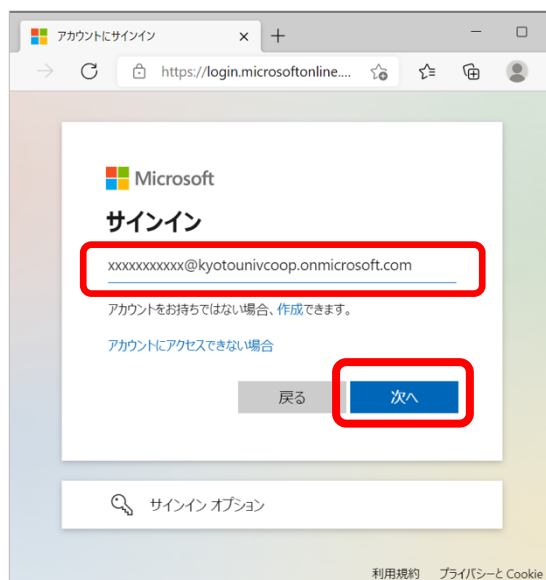 アカウントにサインイン
https://login.microsoftonline....
Microsoft
サインイン
xxxxxxxxxxx@kyotounivcoop.onmicrosoft.com
アカウントをお持ちではない場合、作成できます。
アカウントにアクセスできない場合
戻る
次へ
サインイン オプション
利用規約 プライバシーと Cookie